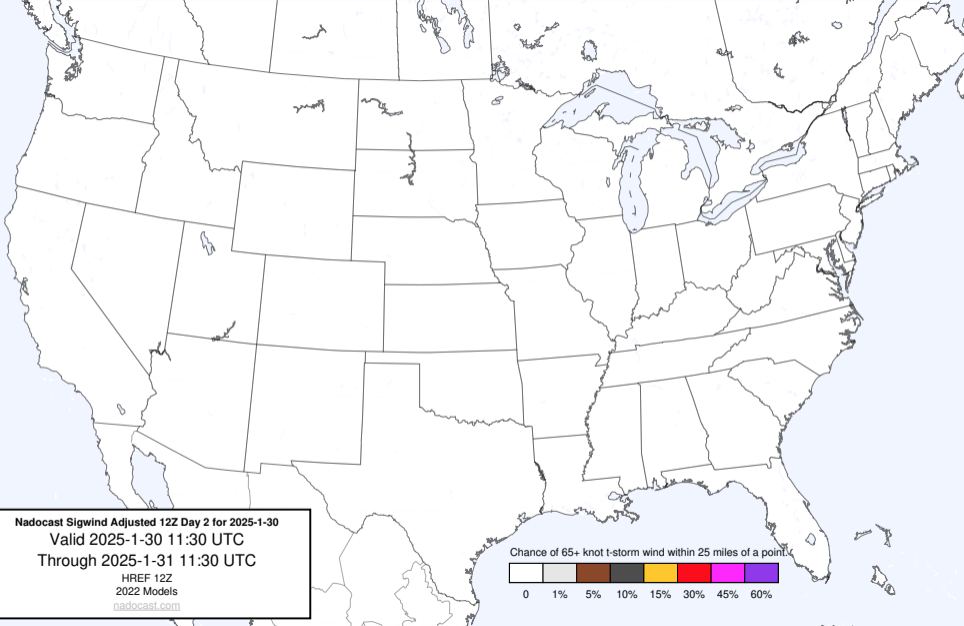 Nadocast Sigwind Adjusted 12Z Day 2 for 2025-1-30
Valid 2025-1-30 11:30 UTC
Through 2025-1-31 11:30 UTC
HREF 12Z
2022 Models
nadocast.com
Chance of 65+ knot t-storm wind within 25 miles of a point.
0 1% 5% 10% 15% 30% 45% 60%